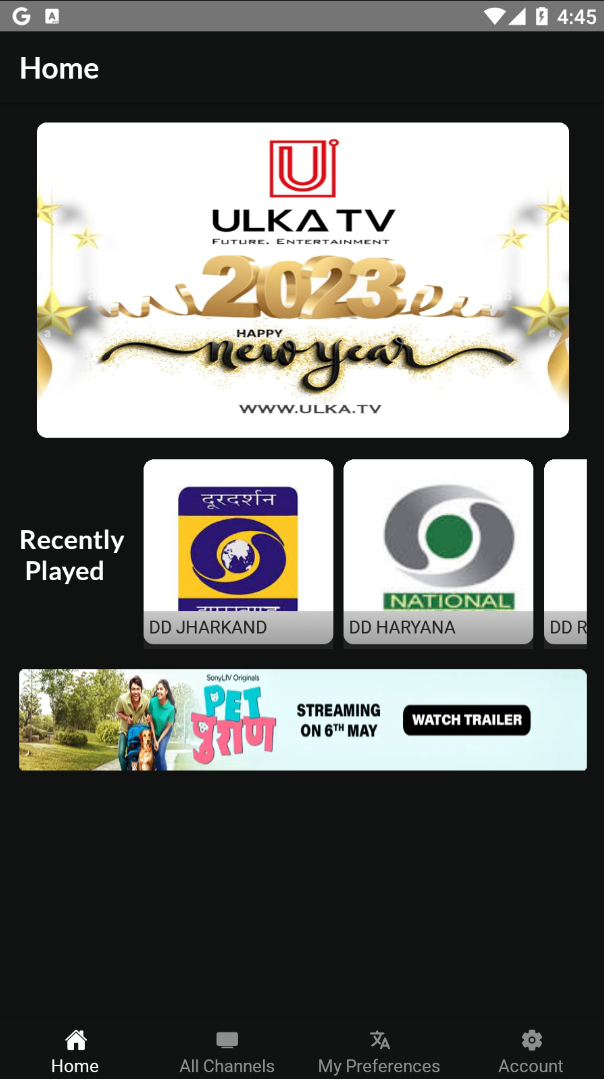 4:45
Home
ULKA TV
FUTURE. ENTERTAINMENT
2023
HAPPY
new year
WWW.ULKA.TV
Recently
Played
दूरदर्शन
NATIONAL
DD JHARKAND
DD HARYANA
DD R
SonyLIV Originals
PET
पुराण
STREAMING
ON 6TH MAY
WATCH TRAILER
Home
All Channels
My Preferences
Account